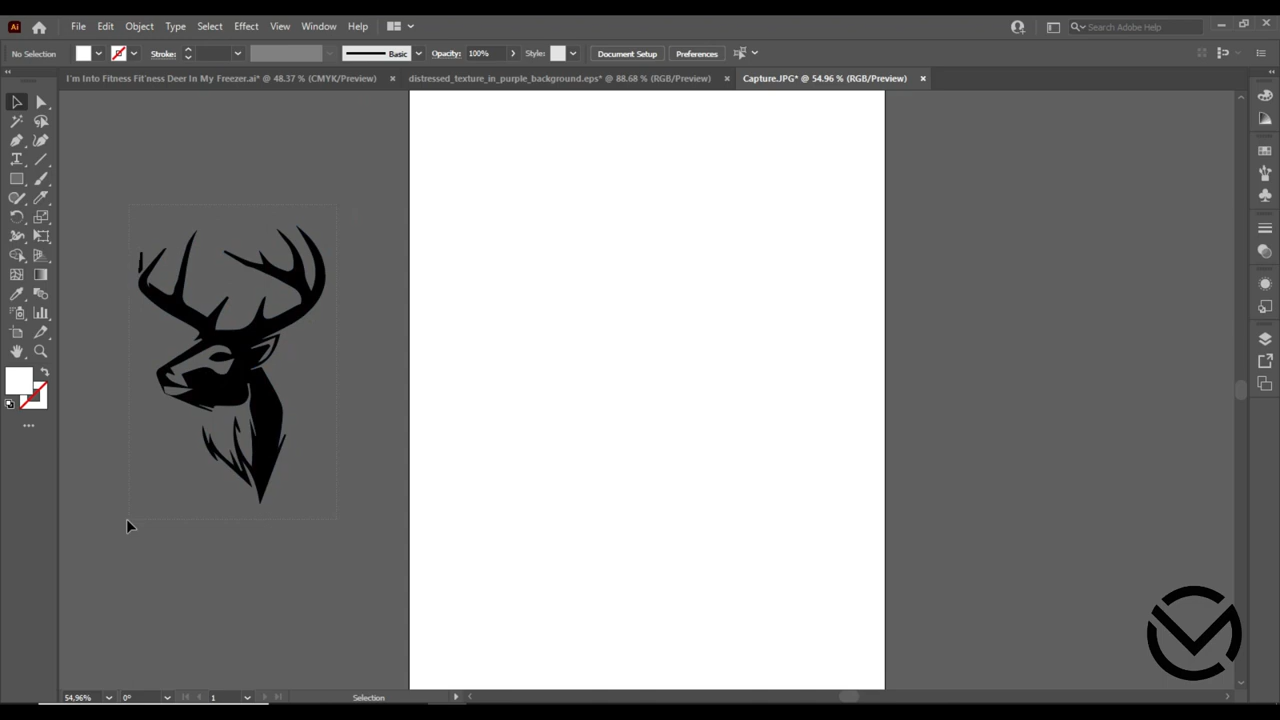 Ai File Edit Object Type Select Effect View Window Help Search Adobe Help
No Selection Stroke: Basic Opacity: 100% Style: Document Setup Preferences
I'm Into Fitness Fit'ness Deer In My Freezer.ai* @ 48.37 % (CMYK/Preview) × distressed_texture_in_purple_background.eps* @ 88.68 % (RGB/Preview) × Capture.JPG* @ 54.96 % (RGB/Preview) ×
54,96% 0° 1 Selection